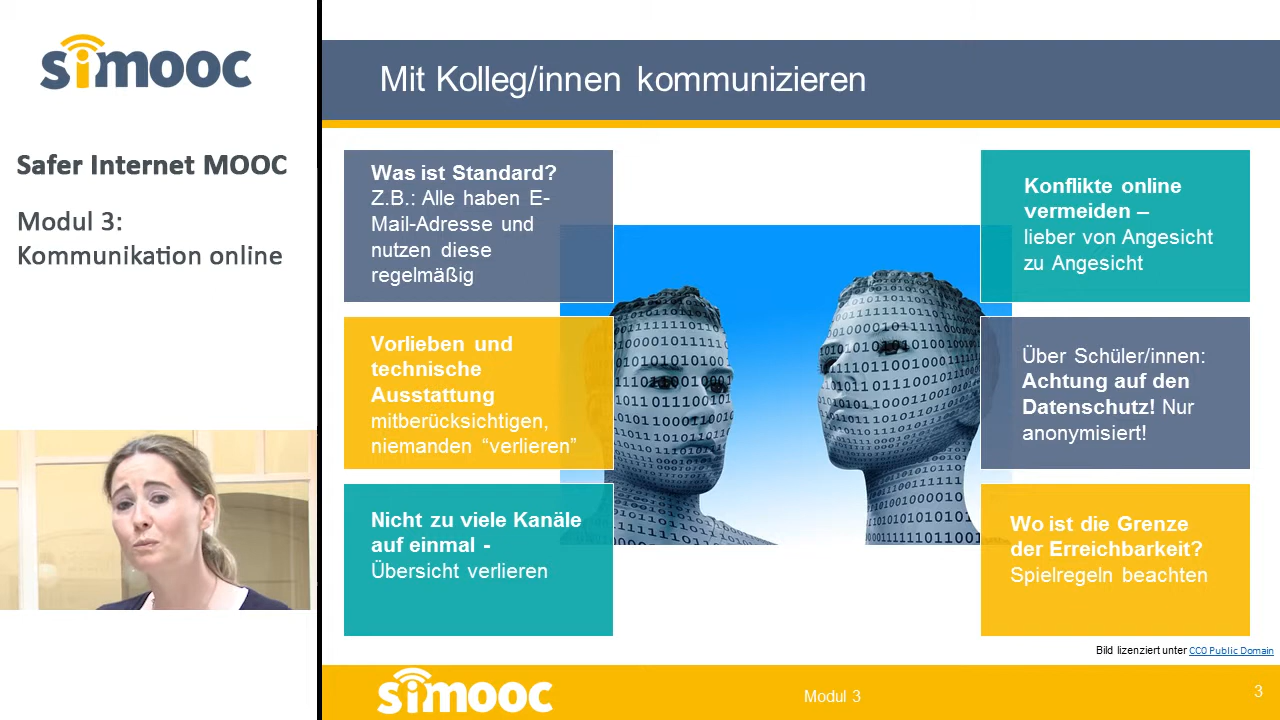 simooc
Safer Internet MOOC
Modul 3:
Kommunikation online
Mit Kolleg/innen kommunizieren
Was ist Standard?
Z.B.: Alle haben E-
Mail-Adresse und
nutzen diese
regelmäßig
Vorlieben und
technische
Ausstattung
mitberücksichtigen,
niemanden “verlieren”
Nicht zu viele Kanäle
auf einmal -
Übersicht verlieren
Konflikte online
vermeiden –
lieber von Angesicht
zu Angesicht
Über Schüler/innen:
Achtung auf den
Datenschutz! Nur
anonymisiert!
Wo ist die Grenze
der Erreichbarkeit?
Spielregeln beachten
Bild lizenziert unter CC0 Public Domain
simooc
Modul 3
3